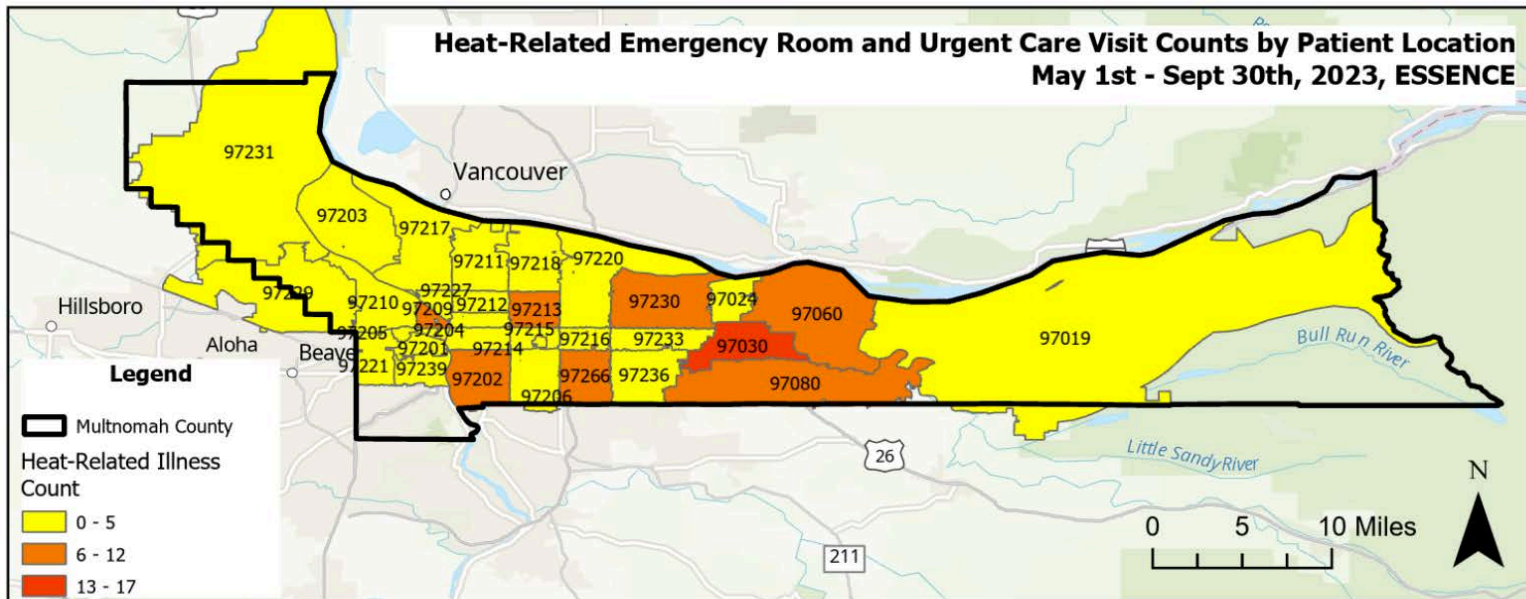 Heat-Related Emergency Room and Urgent Care Visit Counts by Patient Location
May 1st - Sept 30th, 2023, ESSENCE
97231
Vancouver
97203
97217
97211
97218
97220
97229
97210
97227
97212
97209
97213
97230
97024
97060
Hillsboro
97205
97204
97215
97216
97233
97030
97019
Bull Run River
Aloha
Beave
97201
97214
97221
97239
97202
97266
97236
97080
97206
Legend
Multnomah County
Heat-Related Illness
Count
0 - 5
6 - 12
13 - 17
26
Little Sandy River
211
N
0 5 10 Miles